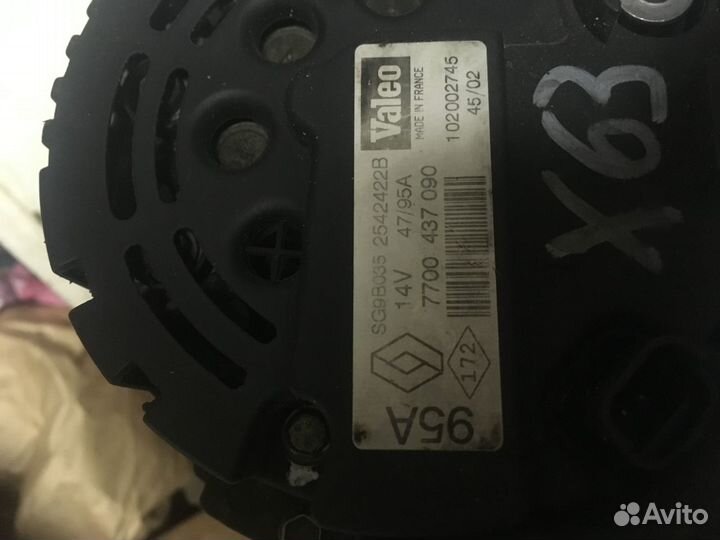 Valeo
MADE IN FRANCE
102002745
45/02
SG9B035 2542422B
14V 47/95A
7700 437 090
172
95A
X63
Avito